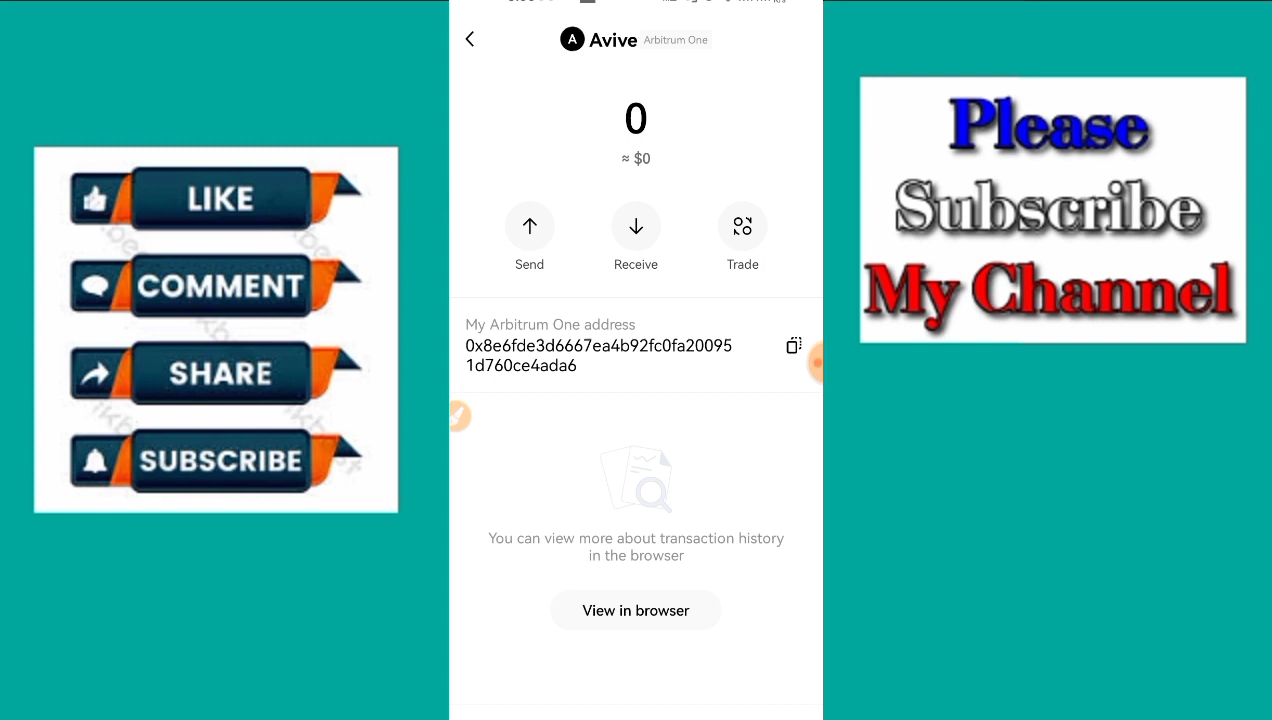 LIKE
COMMENT
SHARE
SUBSCRIBE
A Avive Arbitrum One
0
≈ $0
Send
Receive
Trade
My Arbitrum One address
0x8e6fde3d6667ea4b92fc0fa20095
1d760ce4ada6
You can view more about transaction history
in the browser
View in browser
Please
Subscribe
My Channel